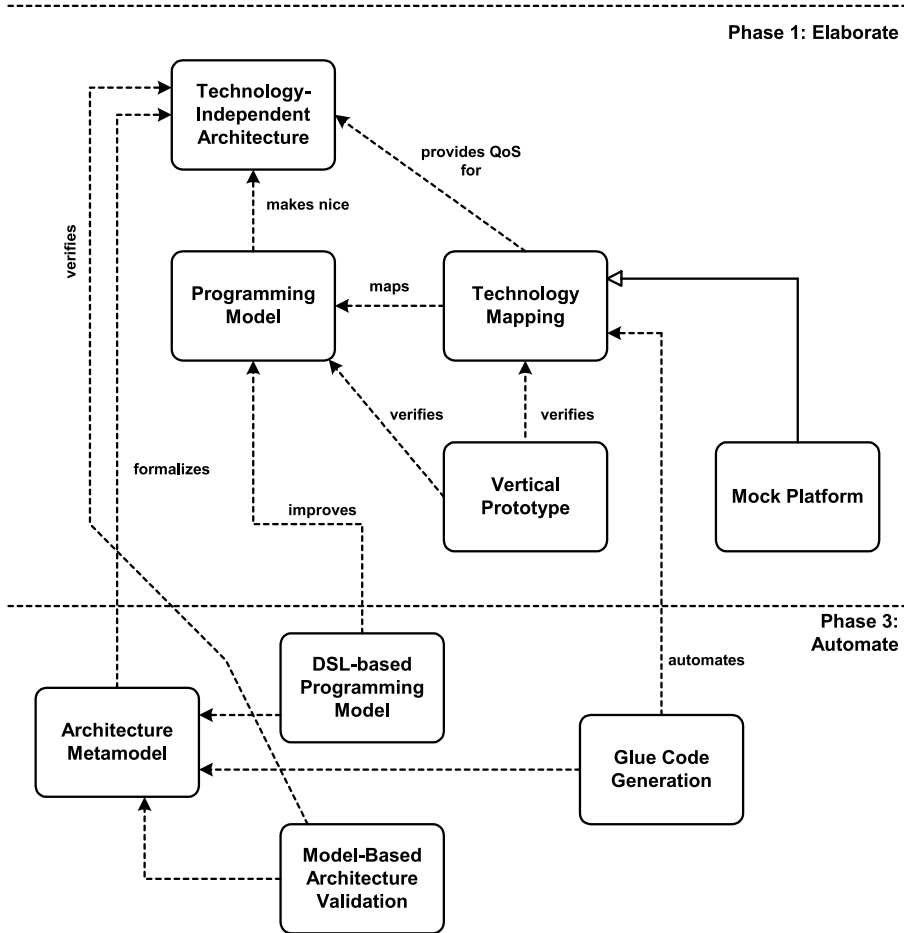 Phase 1: Elaborate
Technology-
Independent
Architecture
provides QoS
for
makes nice
verifies
Programming
Model
maps
Technology
Mapping
verifies
verifies
formalizes
Vertical
Prototype
Mock Platform
improves
Phase 3:
Automate
DSL-based
Programming
Model
automates
Architecture
Metamodel
Glue Code
Generation
Model-Based
Architecture
Validation